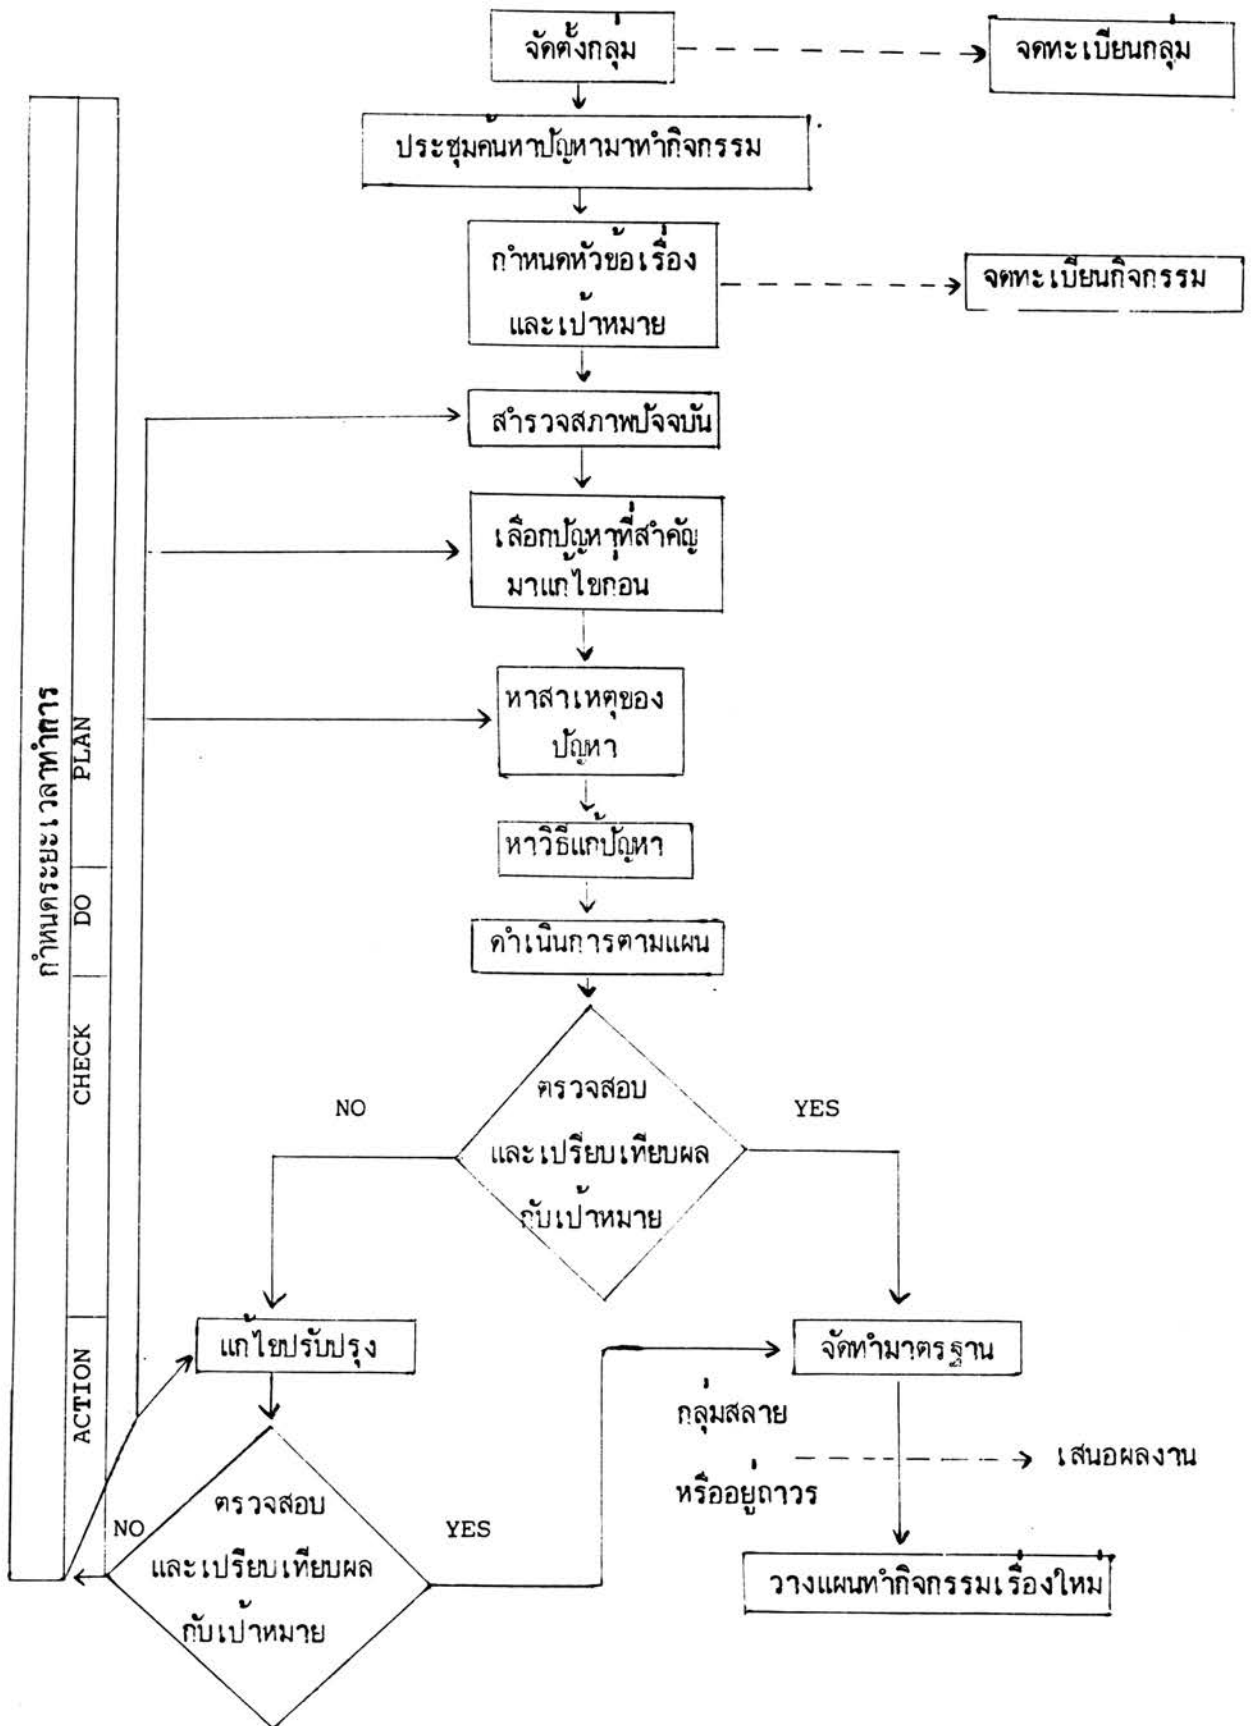 จัดตั้งกลุ่ม
จดทะเบียนกลุ่ม
ประชุมค้นหาปัญหามาทำกิจกรรม
กำหนดหัวข้อเรื่อง
และเป้าหมาย
จดทะเบียนกิจกรรม
สำรวจสภาพปัจจบัน
เลือกปัญหาที่สำคัญ
มาแก้ไขก่อน
หาสาเหตุของ
ปัญหา
หาวิธีแก้ปัญหา
ดำเนินการตามแผน
กำหนดระยะเวลาทำการ
PLAN
DO
CHECK
ACTION
ตรวจสอบ
และเปรียบเทียบผล
กับเป้าหมาย
NO
YES
แก้ไขปรับปรุง
จัดทำมาตรฐาน
กลุ่มสลาย
หรืออยู่ถาวร
เสนอผลงาน
ตรวจสอบ
และเปรียบเทียบผล
กับเป้าหมาย
NO
YES
วางแผนทำกิจกรรมเรื่องใหม่